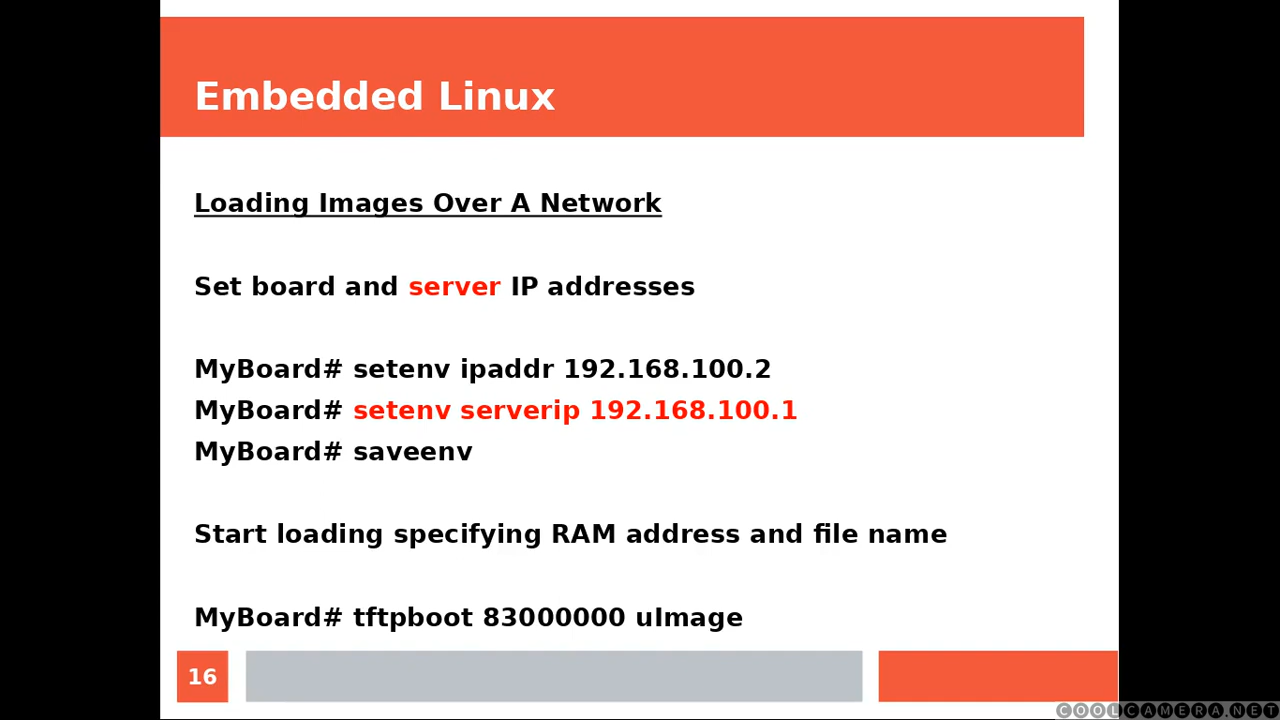 Embedded Linux
Loading Images Over A Network
Set board and server IP addresses
MyBoard# setenv ipaddr 192.168.100.2
MyBoard# setenv serverip 192.168.100.1
MyBoard# saveenv
Start loading specifying RAM address and file name
MyBoard# tftpboot 83000000 uImage
16
COOLCAMERA.NET